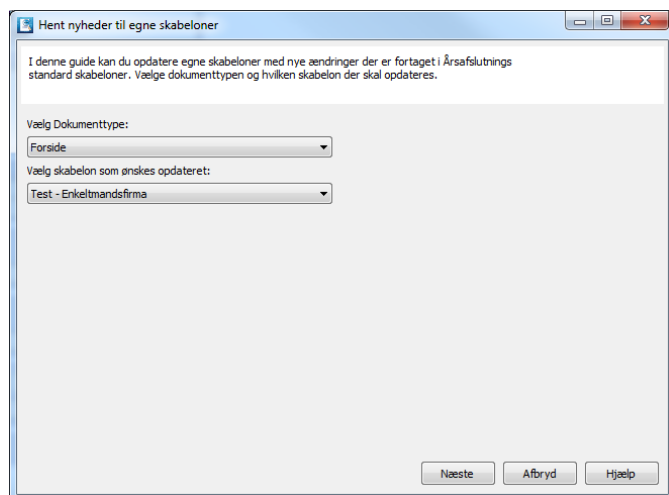 Hent nyheder til egne skabeloner
I denne guide kan du opdatere egne skabeloner med nye ændringer der er fortaget i Årsafslutnings
standard skabeloner. Vælge dokumenttypen og hvilken skabelon der skal opdateres.
Vælg Dokumenttype:
Forside
Vælg skabelon som ønskes opdateret:
Test - Enkeltmandsfirma
Næste
Afbryd
Hjælp